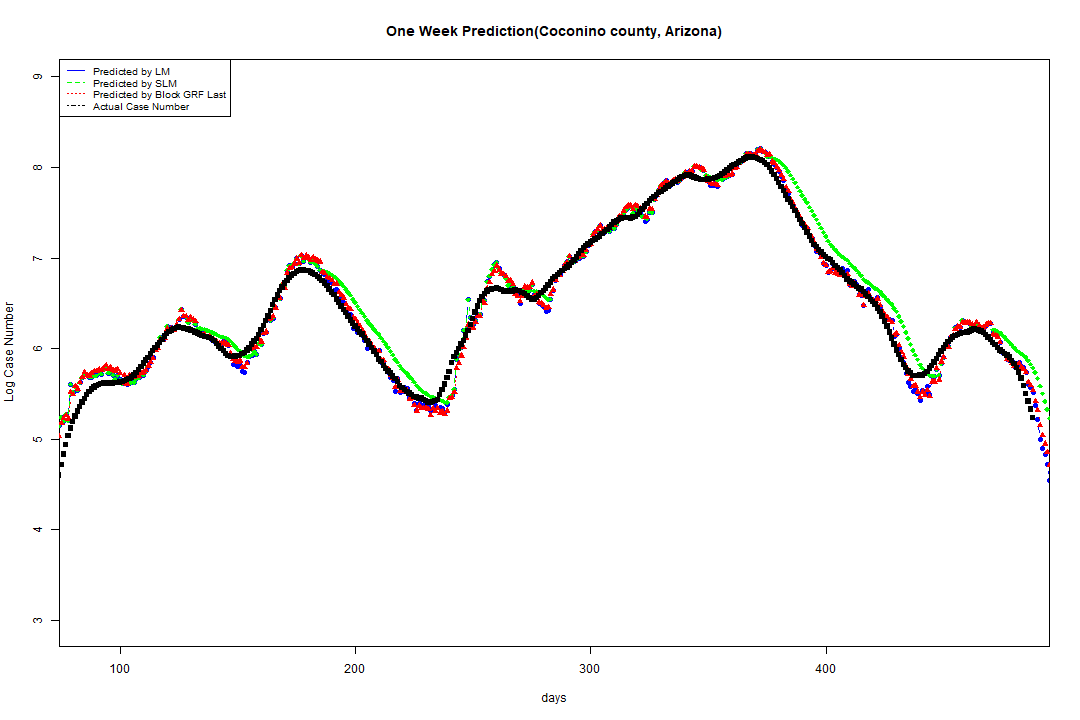 One Week Prediction(Coconino county, Arizona)
Predicted by LM
Predicted by SLM
Predicted by Block GRF Last
Actual Case Number
9
8
7
6
5
4
3
Log Case Number
100 200 300 400
days